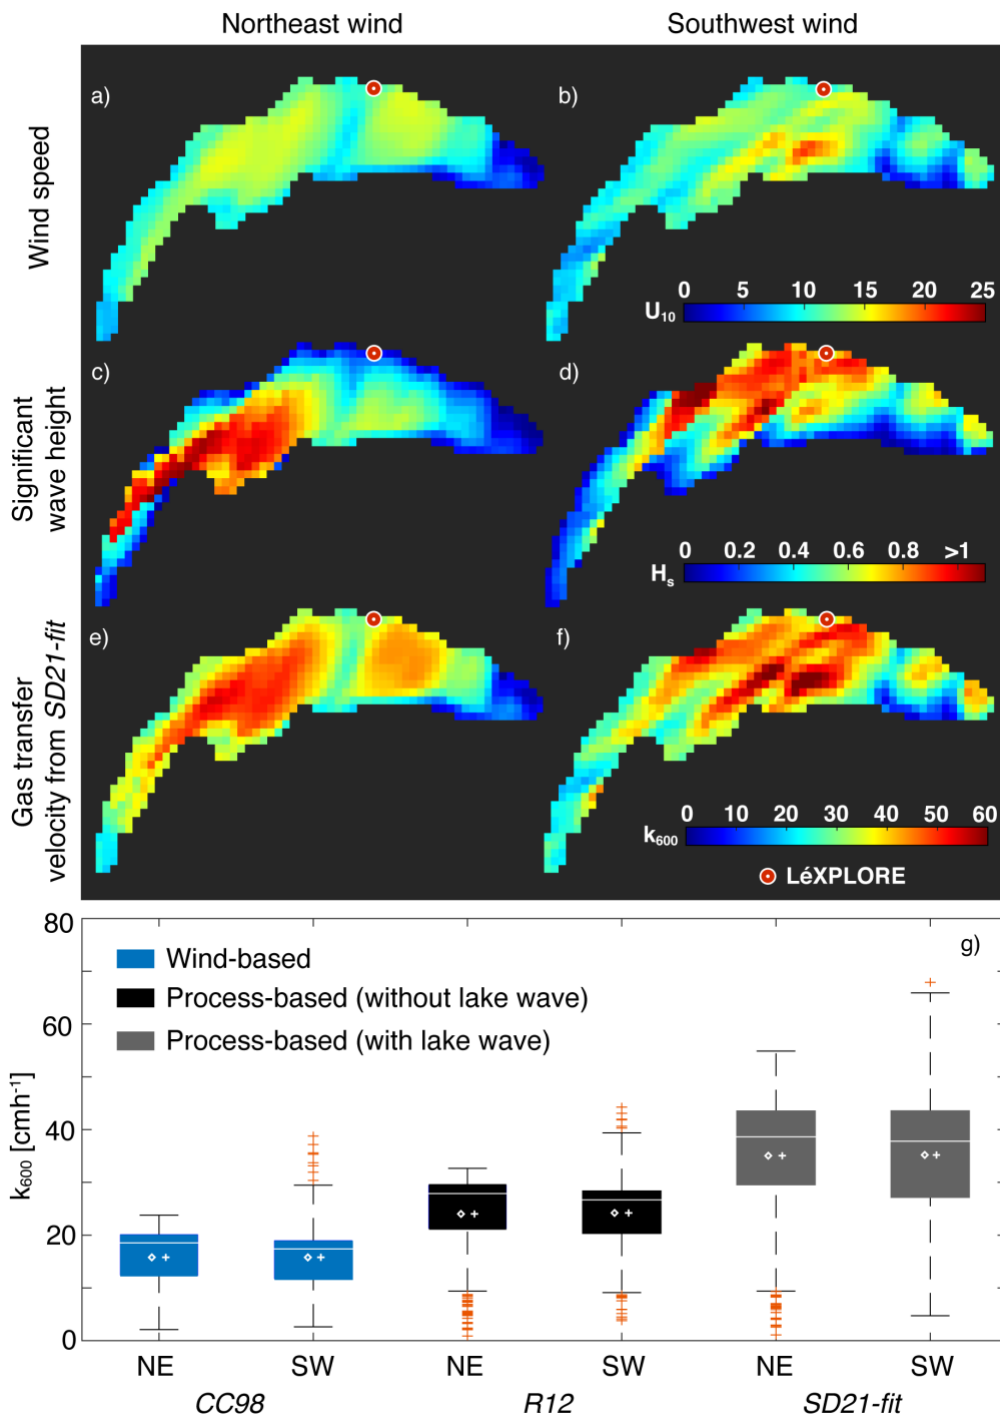 Northeast wind
Southwest wind
Wind speed
a)
b)
0 5 10 15 20 25
U10
Significant
wave height
c)
d)
0 0.2 0.4 0.6 0.8 >1
Hs
Gas transfer
velocity from SD21-fit
e)
f)
0 10 20 30 40 50 60
k600
LéXPLORE
g)
Wind-based
Process-based (without lake wave)
Process-based (with lake wave)
k600 [cmh-1]
80
60
40
20
0
NE SW NE SW NE SW
CC98 R12 SD21-fit